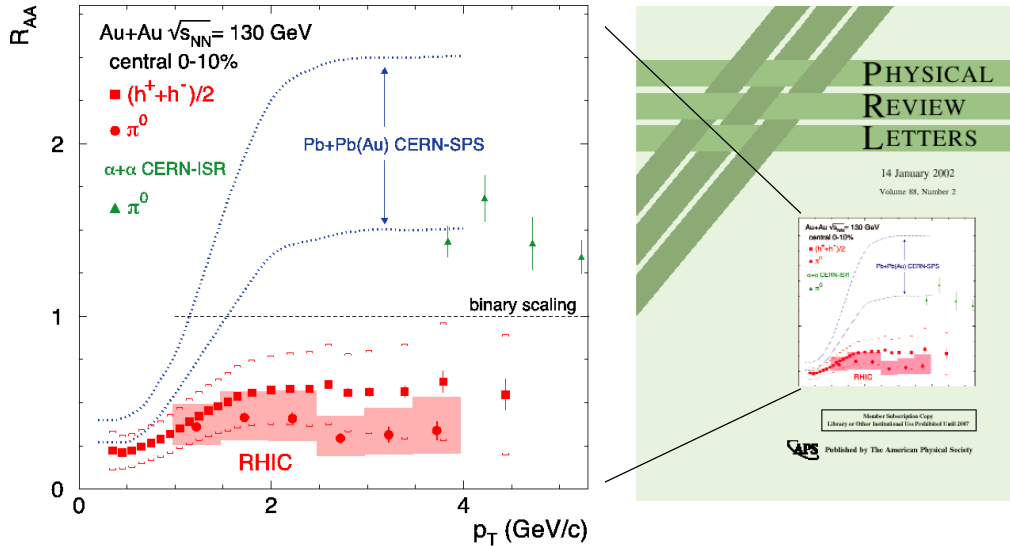 R_AA
Au+Au √s_NN = 130 GeV
central 0-10%
(h⁺+h⁻)/2
π⁰
α+α CERN-ISR
π⁰
Pb+Pb(Au) CERN-SPS
binary scaling
RHIC
2
1
0
0
2
4
p_T (GeV/c)
PHYSICAL
REVIEW
LETTERS
14 January 2002
Volume 88, Number 2
Au+Au √s_NN = 130 GeV
central 0-10%
(h⁺+h⁻)/2
π⁰
α+α CERN-ISR
π⁰
Pb+Pb(Au) CERN-SPS
RHIC
Member Subscription Copy
Library or Other Institutional Use Prohibited Until 2007
APS
Published by The American Physical Society